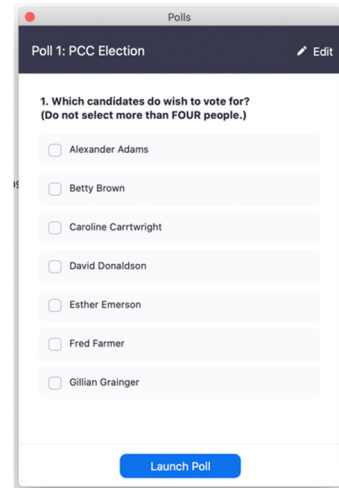 Polls
Poll 1: PCC Election
Edit
1. Which candidates do wish to vote for?
(Do not select more than FOUR people.)
Alexander Adams
Betty Brown
Caroline Carrtwright
David Donaldson
Esther Emerson
Fred Farmer
Gillian Grainger
Launch Poll